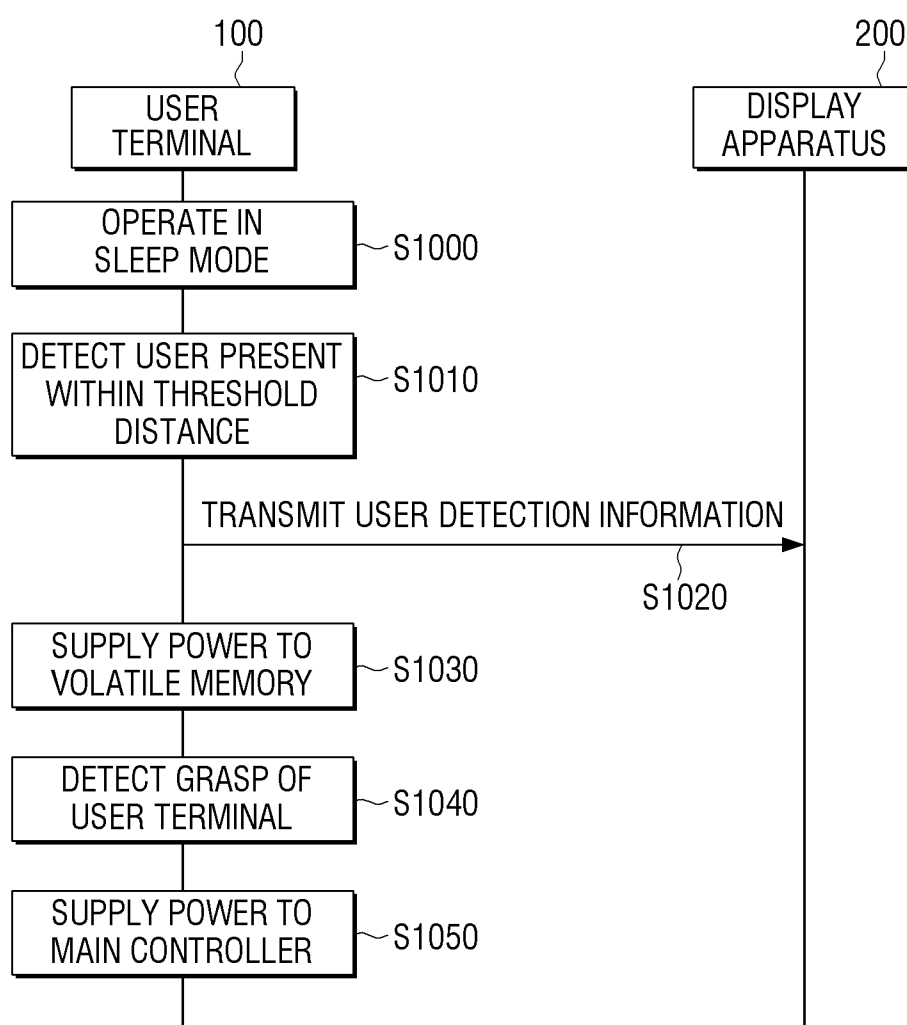 100
200
USER
TERMINAL
DISPLAY
APPARATUS
OPERATE IN
SLEEP MODE
S1000
DETECT USER PRESENT
WITHIN THRESHOLD
DISTANCE
S1010
TRANSMIT USER DETECTION INFORMATION
S1020
SUPPLY POWER TO
VOLATILE MEMORY
S1030
DETECT GRASP OF
USER TERMINAL
S1040
SUPPLY POWER TO
MAIN CONTROLLER
S1050